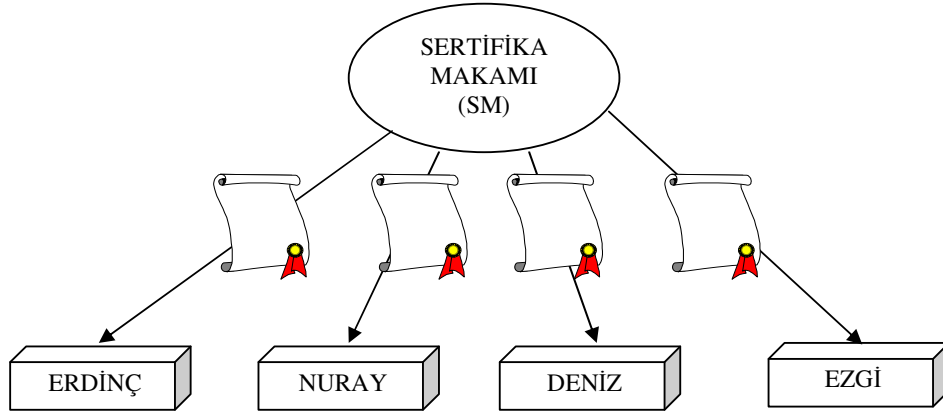 SERTİFİKA
MAKAMI
(SM)
ERDİNÇ
NURAY
DENİZ
EZGİ